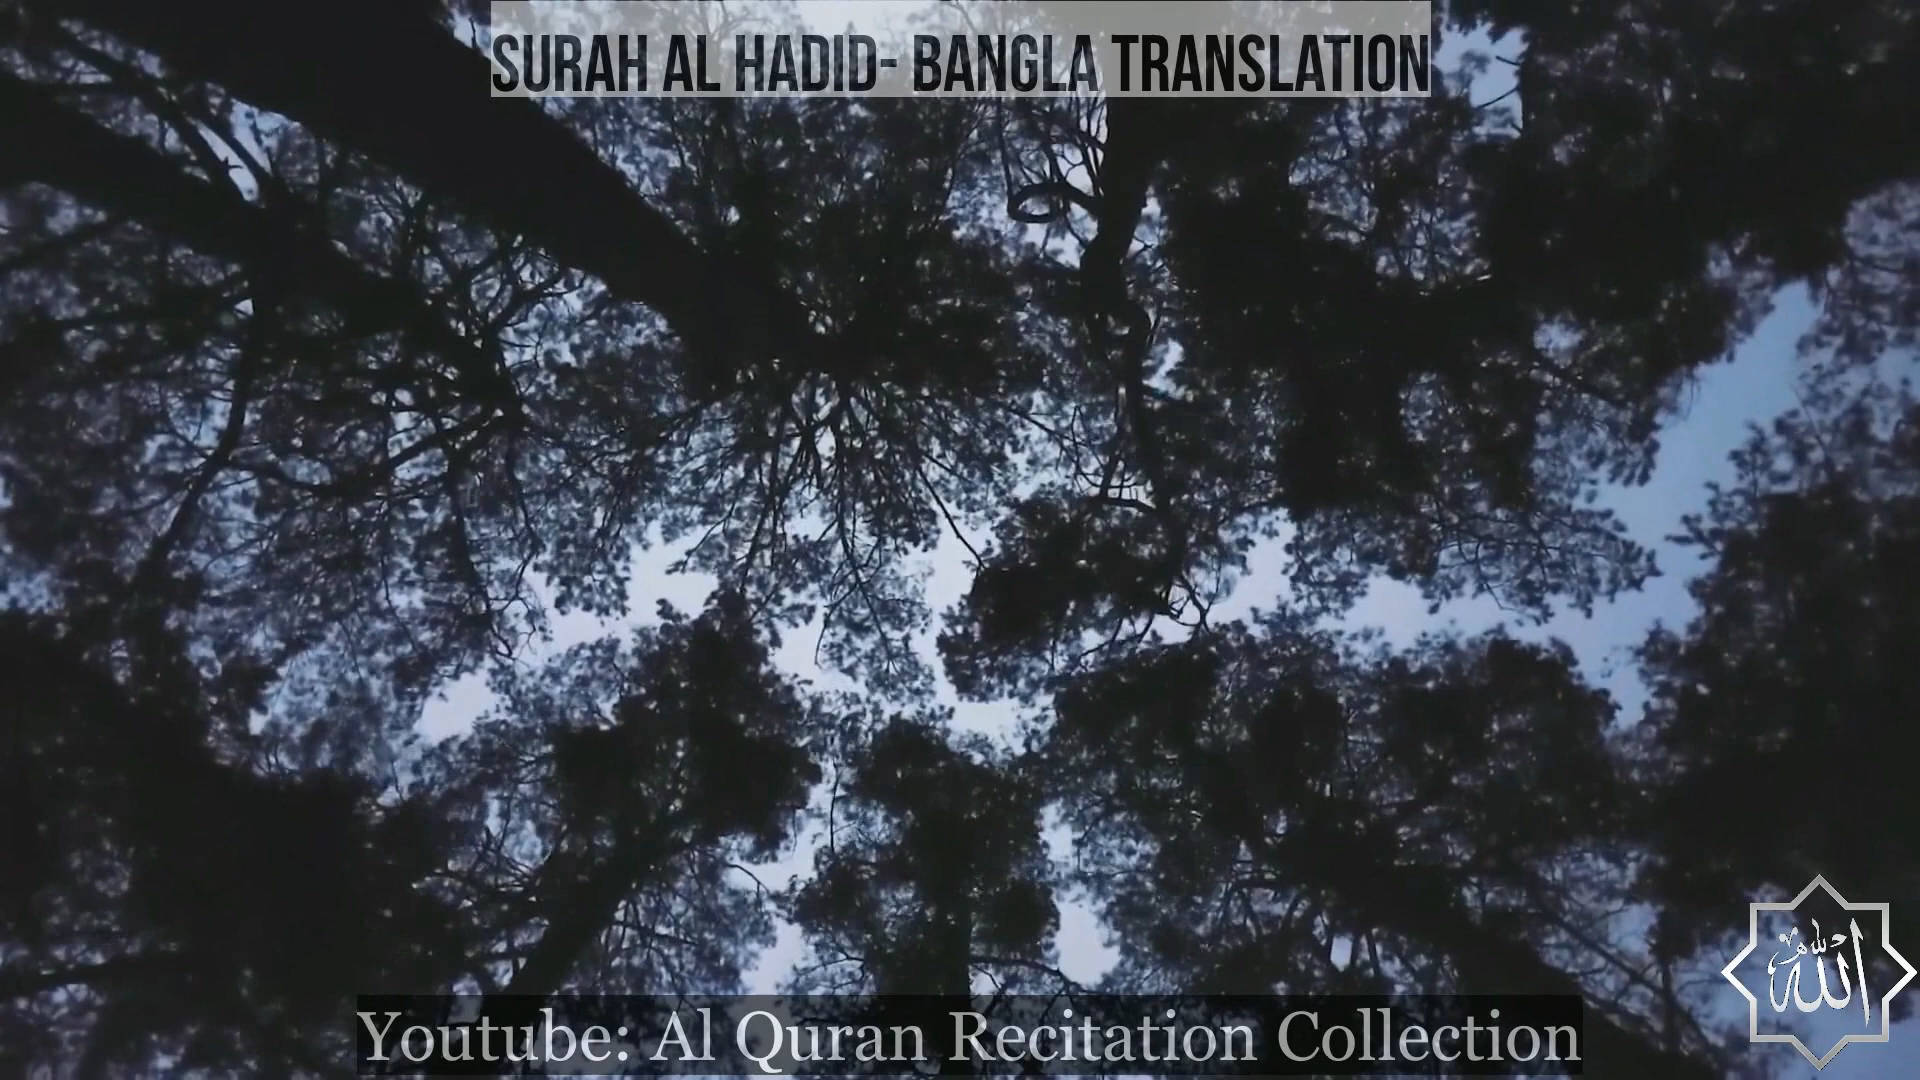 SURAH AL HADID- BANGLA TRANSLATION
Youtube: Al Quran Recitation Collection
الله